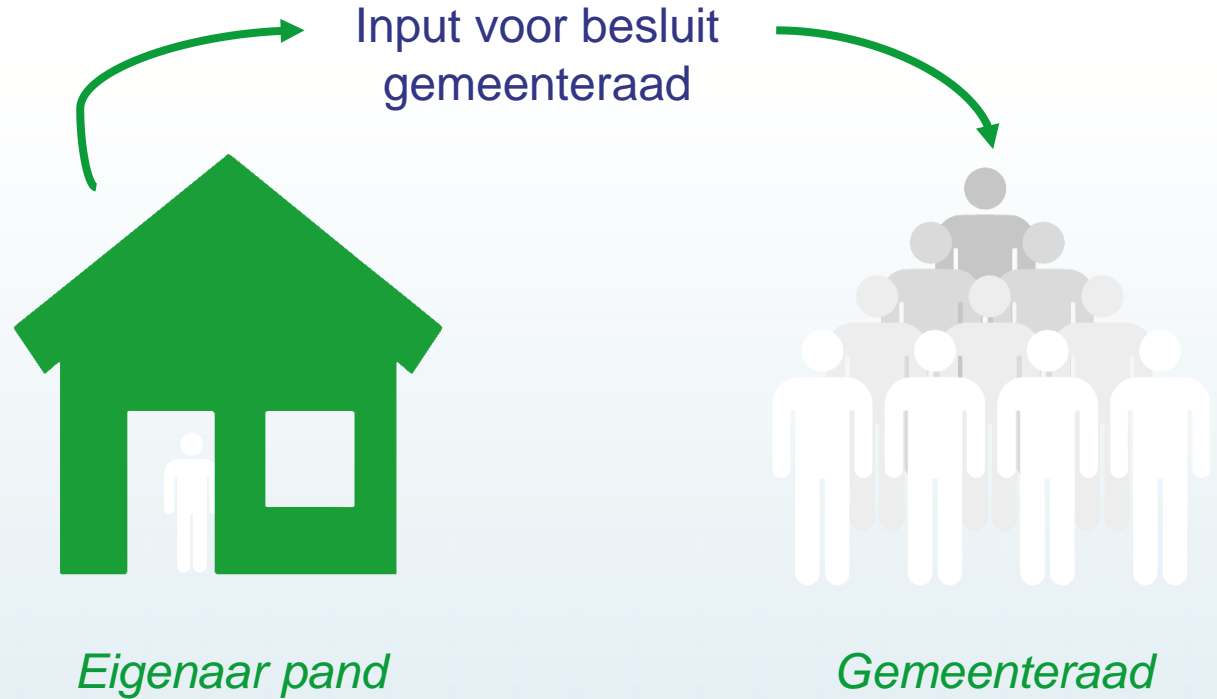 Input voor besluit
gemeenteraad
Eigenaar pand
Gemeenteraad